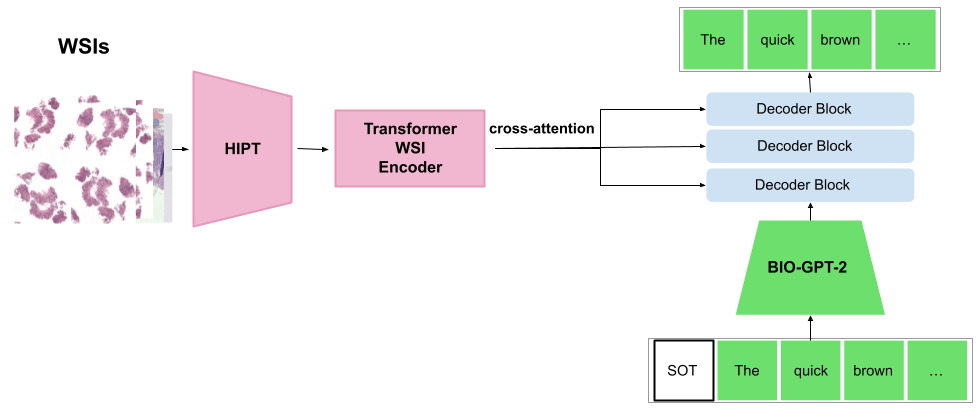 WSIs
HIPT
Transformer
WSI
Encoder
cross-attention
The quick brown …
Decoder Block
Decoder Block
Decoder Block
BIO-GPT-2
SOT The quick brown …